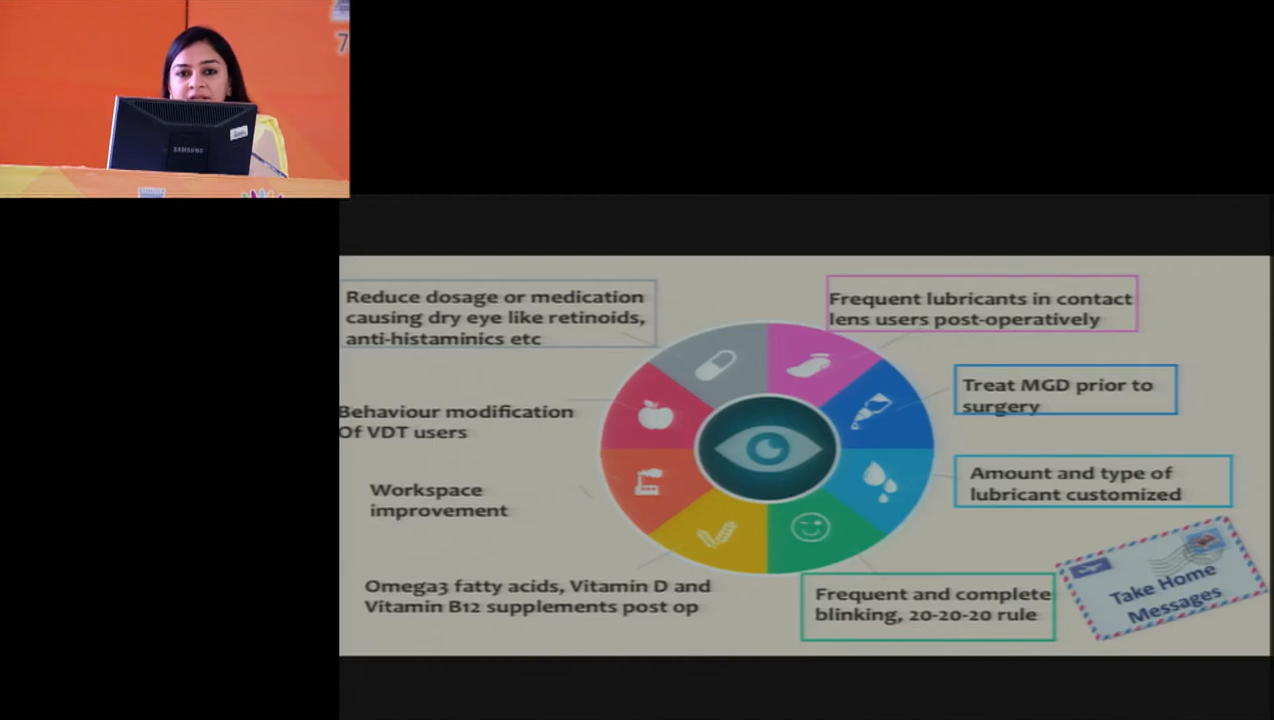 7
SAMSUNG
Reduce dosage or medication
causing dry eye like retinoids,
anti-histaminics etc
Frequent lubricants in contact
lens users post-operatively
Treat MGD prior to
surgery
Behaviour modification
Of VDT users
Amount and type of
lubricant customized
Workspace
improvement
Omega3 fatty acids, Vitamin D and
Vitamin B12 supplements post op
Frequent and complete
blinking, 20-20-20 rule
Take Home
Messages